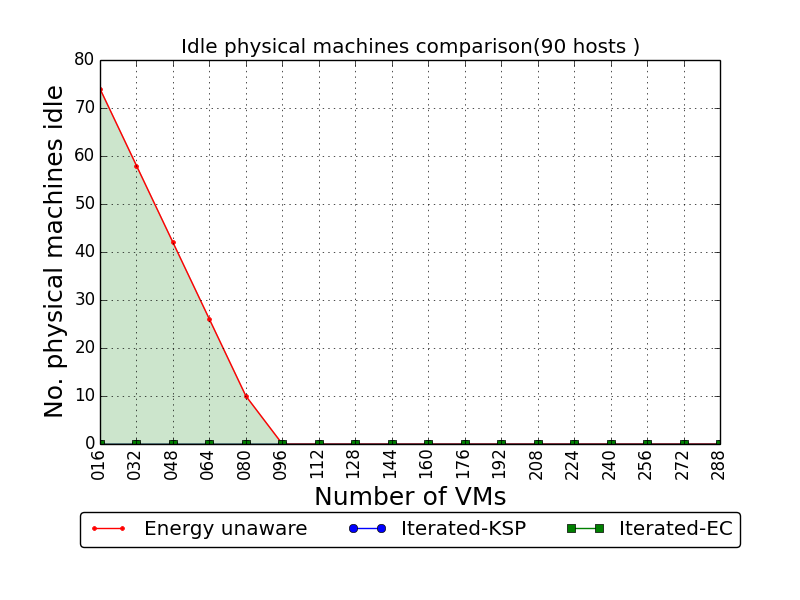 Idle physical machines comparison(90 hosts )
No. physical machines idle
80
70
60
50
40
30
20
10
0
016 032 048 064 080 096 112 128 144 160 176 192 208 224 240 256 272 288
Number of VMs
Energy unaware Iterated-KSP Iterated-EC